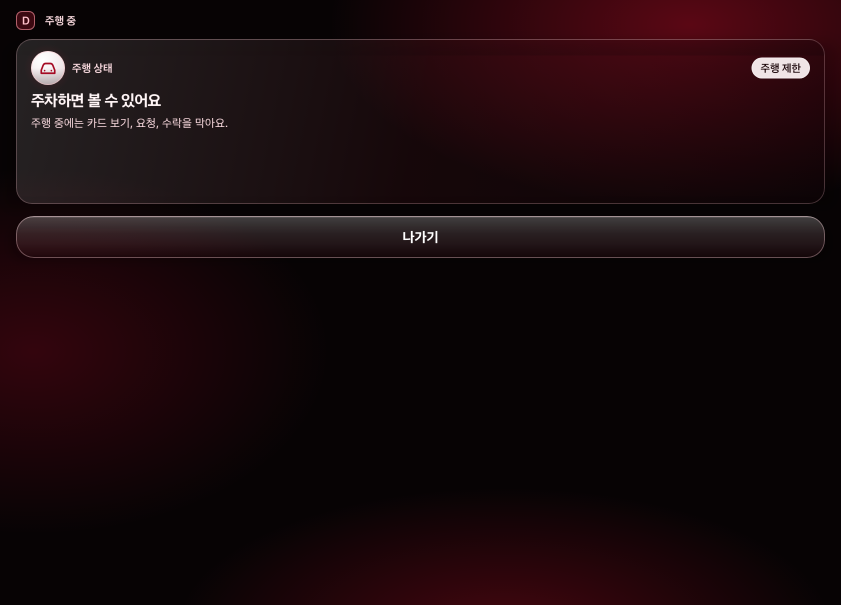 D 주행 중
주행 상태
주행 제한
주차하면 볼 수 있어요
주행 중에는 카드 보기, 요청, 수락을 막아요.
나가기